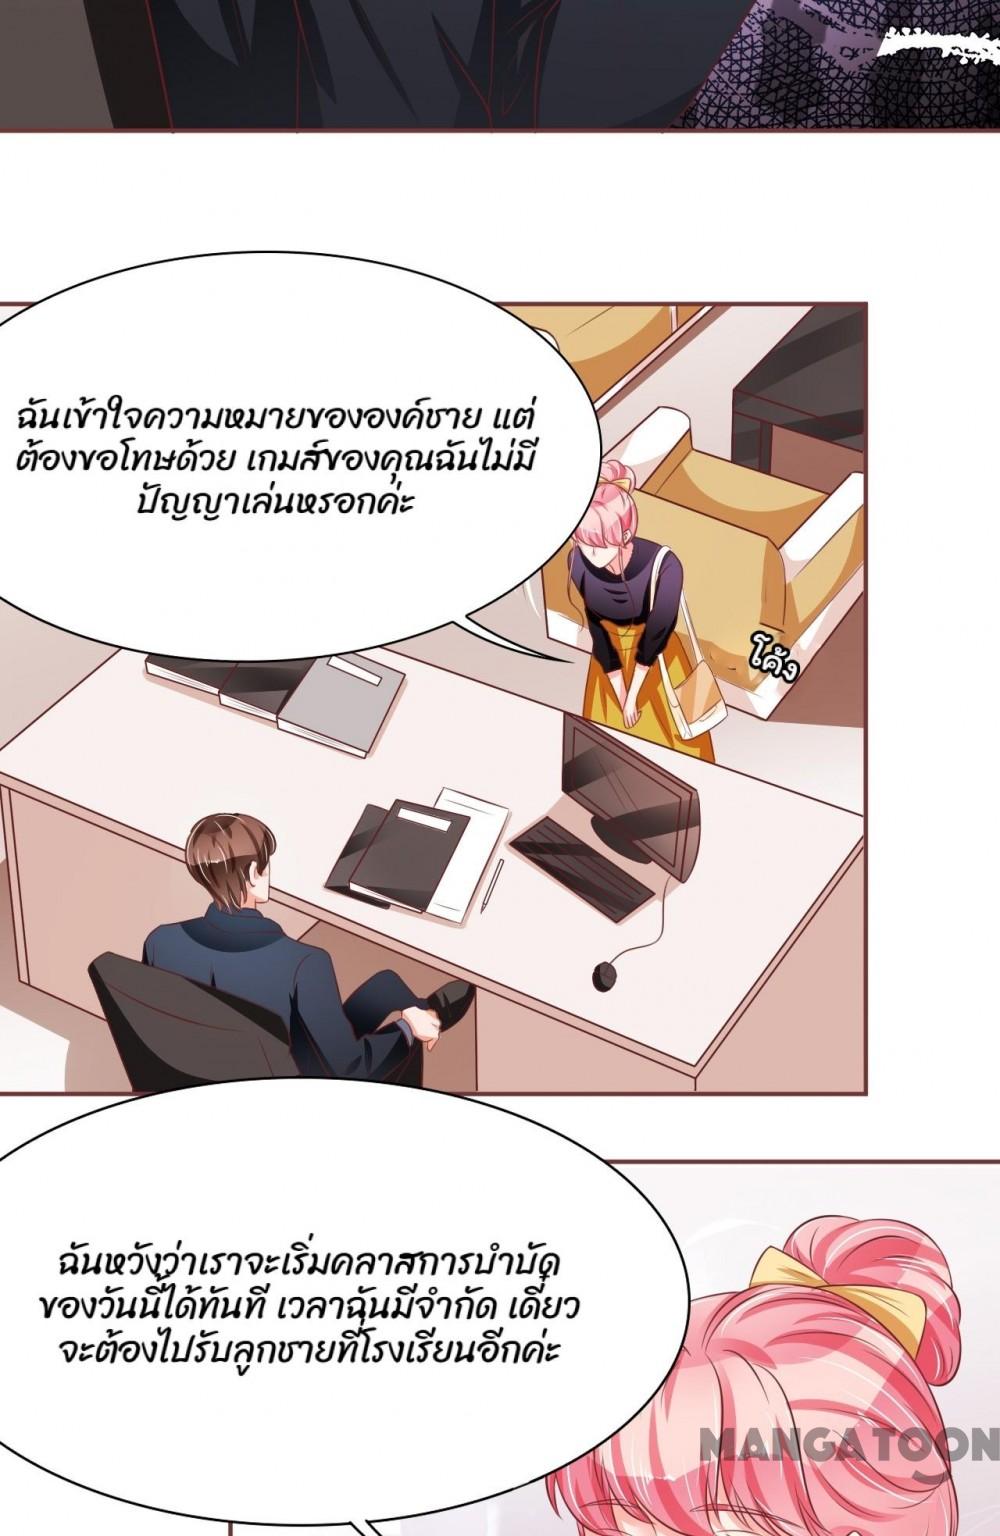 ฉันเข้าใจความหมายขององค์ชาย แต่
ต้องขอโทษด้วย เกมส์ของคุณฉันไม่มี
ปัญญาเล่นหรอกค่ะ
โค้ง
ฉันหวังว่าเราจะเริ่มคลาสการบำบัด
ของวันนี้ได้ทันที เวลาฉันมีจำกัด เดี๋ยว
จะต้องไปรับลูกชายที่โรงเรียนอีกค่ะ
MANGATOON